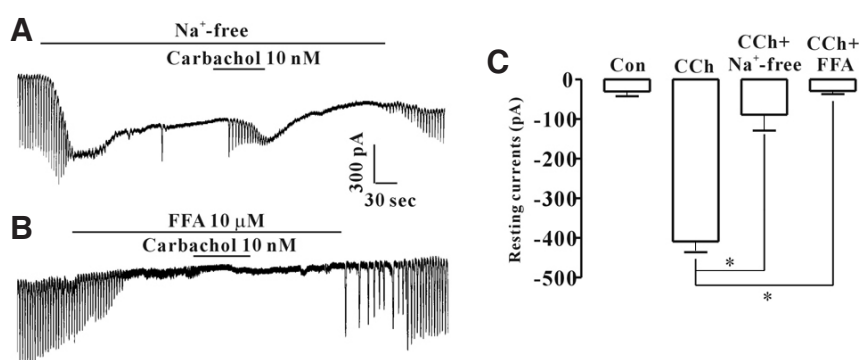 A
Na⁺-free
Carbachol 10 nM
300 pA
30 sec
B
FFA 10 μM
Carbachol 10 nM
C
Con
CCh
CCh+
Na⁺-free
CCh+
FFA
Resting currents (pA)
0
-100
-200
-300
-400
-500
*
*